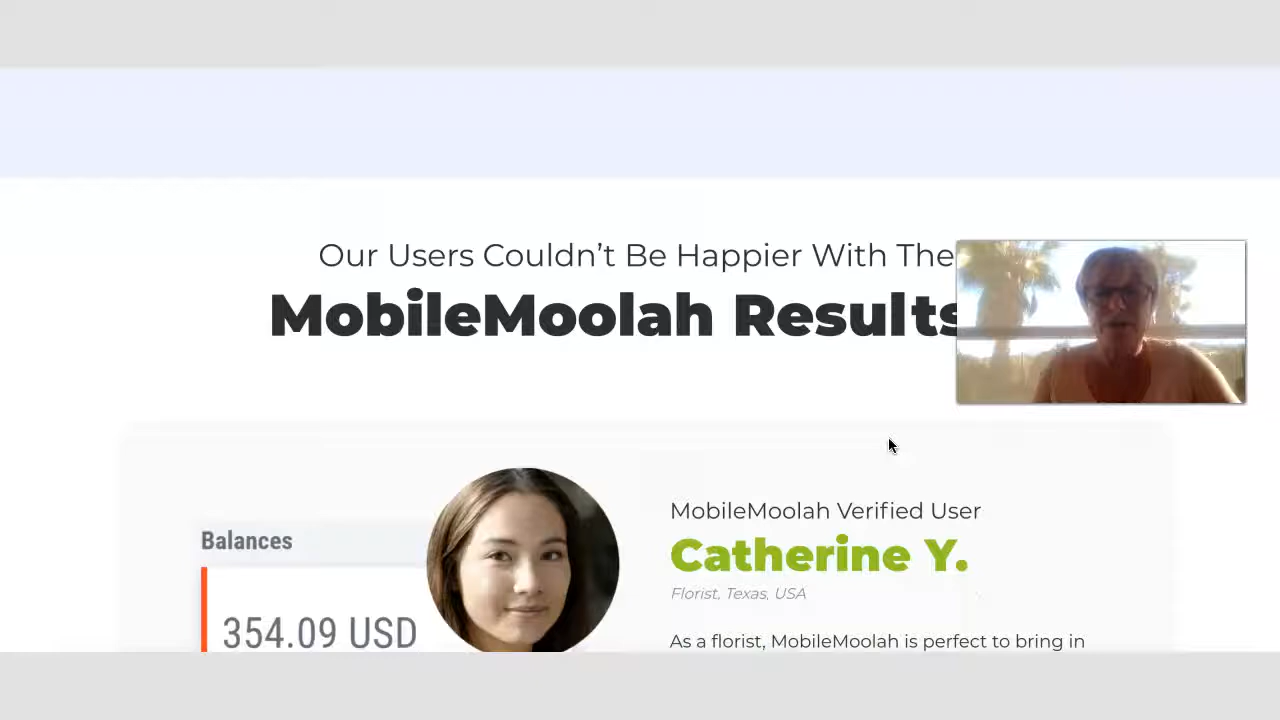 Our Users Couldn’t Be Happier With The
MobileMoolah Results
MobileMoolah Verified User
Catherine Y.
Florist, Texas, USA
As a florist, MobileMoolah is perfect to bring in
Balances
354.09 USD